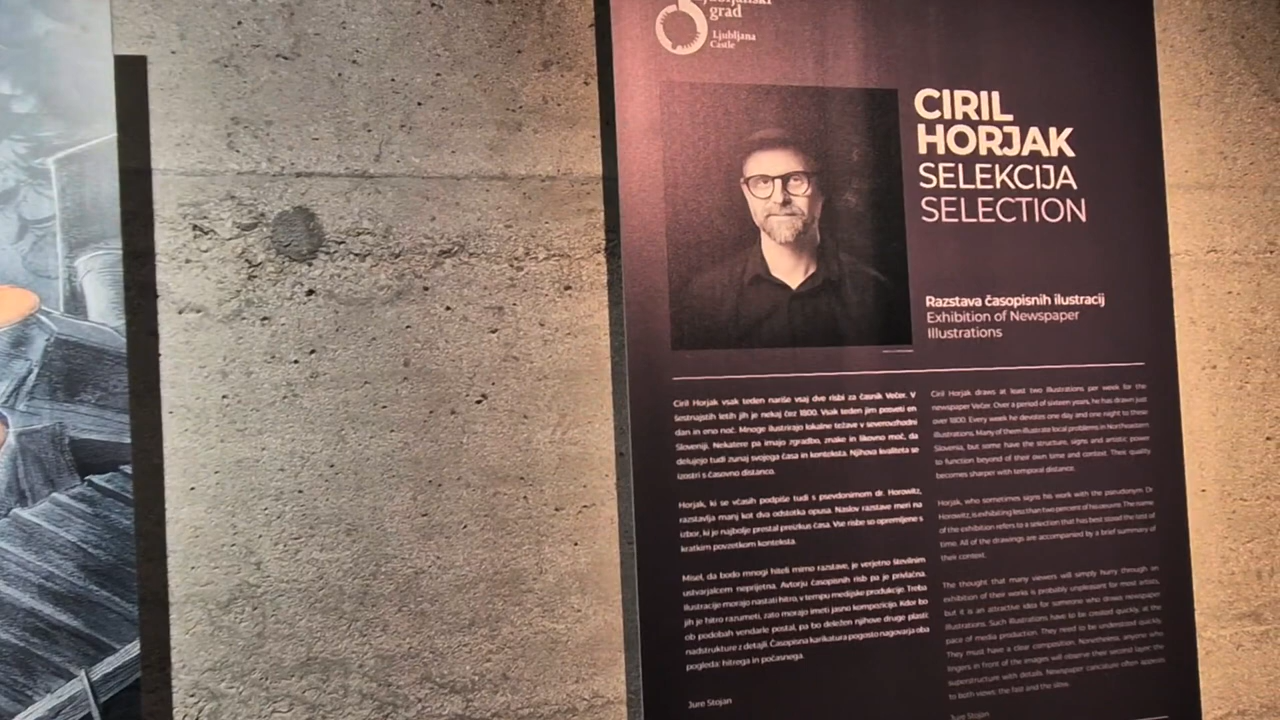 Ljubljanski
grad
Ljubljana
Castle
CIRIL
HORJAK
SELEKCIJA
SELECTION
Razstava časopisnih ilustracij
Exhibition of Newspaper
Illustrations
Ciril Horjak vsak teden nariše vsaj dve risbi za časnik Večer. V
šestnajstih letih jih je nekaj čez 1800. Vsak teden jim posveti en
dan in eno noč. Mnoge ilustrirajo lokalne težave v severovzhodni
Sloveniji. Nekatere pa imajo zgradbo, znake in likovno moč, da
delujejo tudi zunaj svojega časa in konteksta. Njihova kvaliteta se
izostri s časovno distanco.
Horjak, ki se včasih podpiše tudi s psevdonimom dr. Horowitz,
razstavlja manj kot dva odstotka opusa. Naslov razstave meri na
izbor, ki je najbolje prestal preizkus časa. Vse risbe so opremljene s
kratkim povzetkom konteksta.
Misel, da bodo mnogi hiteli mimo razstave, je verjetno številnim
ustvarjalcem neprijetna. Avtorju časopisnih risb pa je privlačna.
Ilustracije morajo nastati hitro, v tempu medijske produkcije. Treba
jih je hitro razumeti, zato morajo imeti jasno kompozicijo. Kdor bo
ob podobah vendarle postal, pa bo deležen njihove druge plasti:
nadstrukture z detajli. Časopisna karikatura pogosto nagovarja oba
pogleda: hitrega in počasnega.
Jure Stojan
Ciril Horjak draws at least two illustrations per week for the
newspaper Večer. Over a period of sixteen years, he has drawn just
over 1800. Every week he devotes one day and one night to these
illustrations. Many of them illustrate local problems in Northeastern
Slovenia, but some have the structure, signs and artistic power
to function beyond of their own time and context. Their quality
becomes sharper with temporal distance.
Horjak, who sometimes signs his work with the pseudonym Dr
Horowitz, is exhibiting less than two percent of his oeuvre. The name
of the exhibition refers to a selection that has best stood the test of
time. All of the drawings are accompanied by a brief summary of
their context.
The thought that many viewers will simply hurry through an
exhibition of their works is probably unpleasant for most artists,
but it is an attractive idea for someone who draws newspaper
illustrations. Such illustrations have to be created quickly, at the
pace of media production. They need to be understood quickly.
They must have a clear composition. Nonetheless, anyone who
lingers in front of the images will observe their second layer: the
superstructure with details. Newspaper caricature often appeals
to both views: the fast and the slow.
Jure Stojan